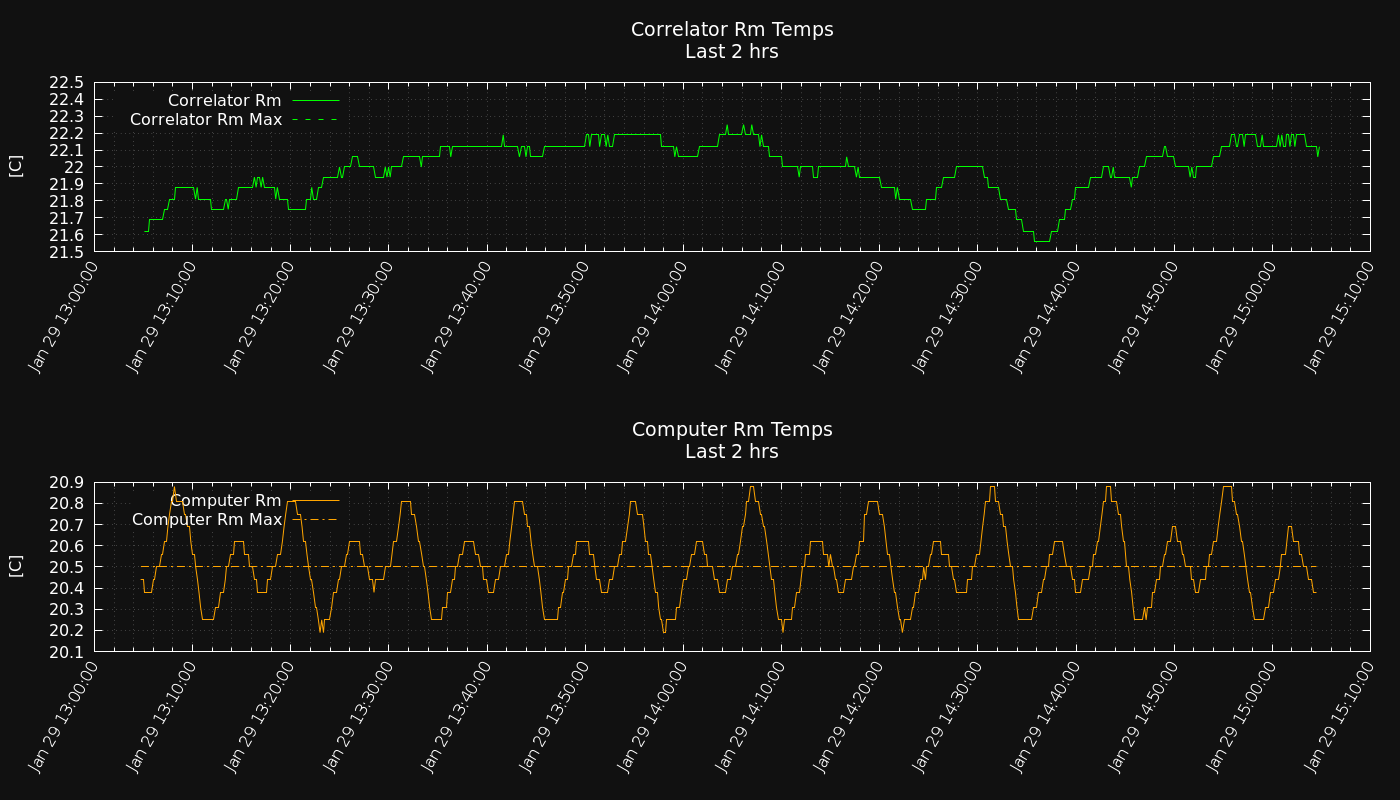 Correlator Rm Temps
Last 2 hrs
22.5
22.4
22.3
22.2
22.1
22
21.9
21.8
21.7
21.6
21.5
[C]
Correlator Rm
Correlator Rm Max
Jan 29 13:00:00
Jan 29 13:10:00
Jan 29 13:20:00
Jan 29 13:30:00
Jan 29 13:40:00
Jan 29 13:50:00
Jan 29 14:00:00
Jan 29 14:10:00
Jan 29 14:20:00
Jan 29 14:30:00
Jan 29 14:40:00
Jan 29 14:50:00
Jan 29 15:00:00
Jan 29 15:10:00
Computer Rm Temps
Last 2 hrs
20.9
20.8
20.7
20.6
20.5
20.4
20.3
20.2
20.1
[C]
Computer Rm
Computer Rm Max
Jan 29 13:00:00
Jan 29 13:10:00
Jan 29 13:20:00
Jan 29 13:30:00
Jan 29 13:40:00
Jan 29 13:50:00
Jan 29 14:00:00
Jan 29 14:10:00
Jan 29 14:20:00
Jan 29 14:30:00
Jan 29 14:40:00
Jan 29 14:50:00
Jan 29 15:00:00
Jan 29 15:10:00